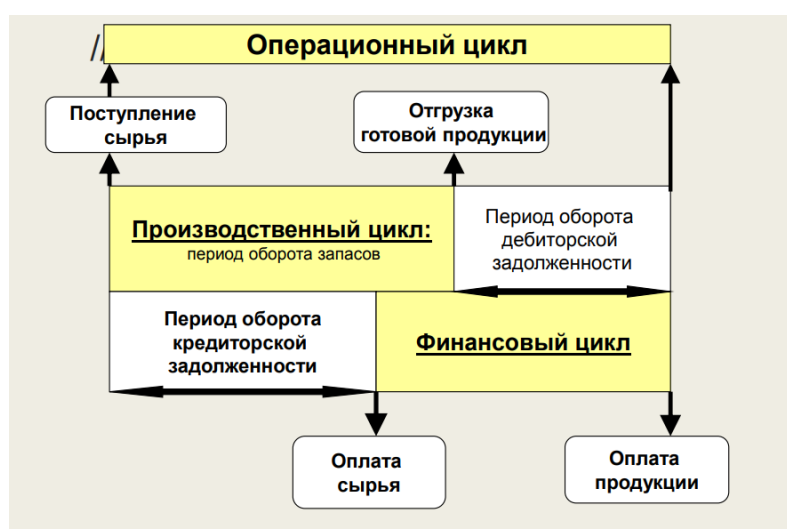 // Операционный цикл
Поступление
сырья
Отгрузка
готовой продукции
Производственный цикл:
период оборота запасов
Период оборота
дебиторской
задолженности
Период оборота
кредиторской
задолженности
Финансовый цикл
Оплата
сырья
Оплата
продукции